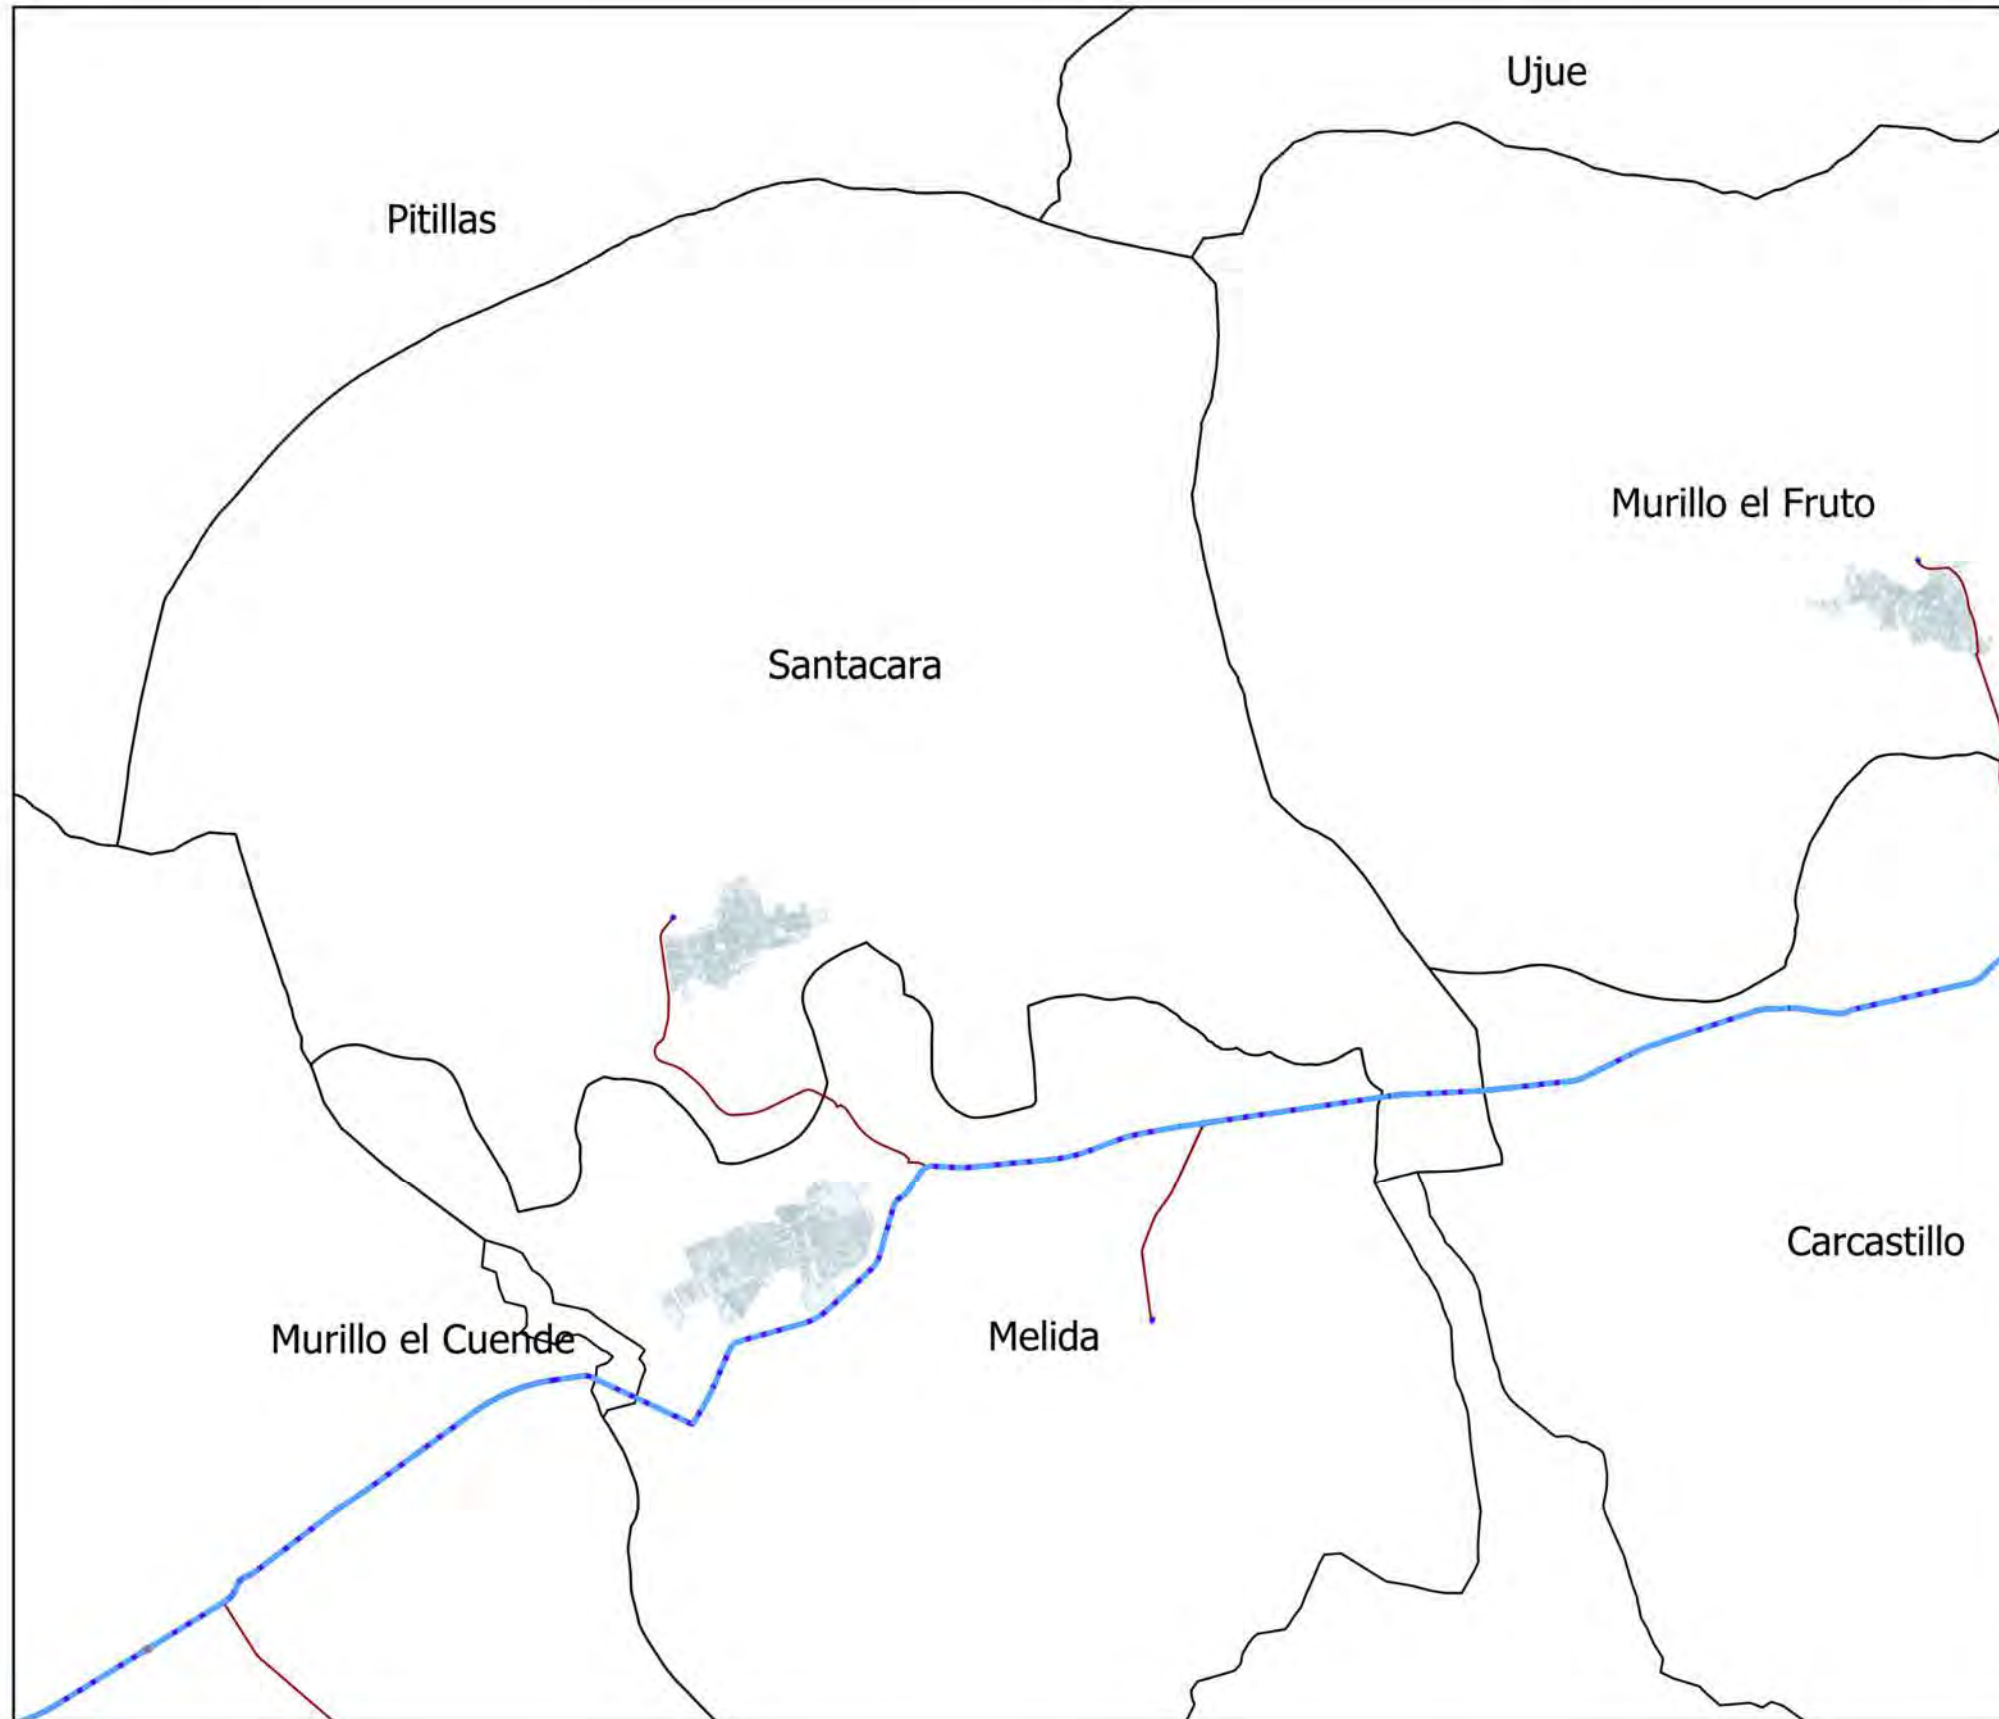 Ujue
Pitillas
Murillo el Fruto
Santacara
Carcastillo
Murillo el Cuende
Melida